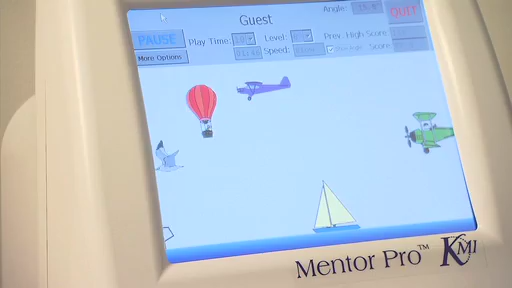 Guest
Angle:
QUIT
PAUSE
Play Time:
Level:
Prev. High Score
More Options
Speed:
Score
Mentor Pro™ KMI